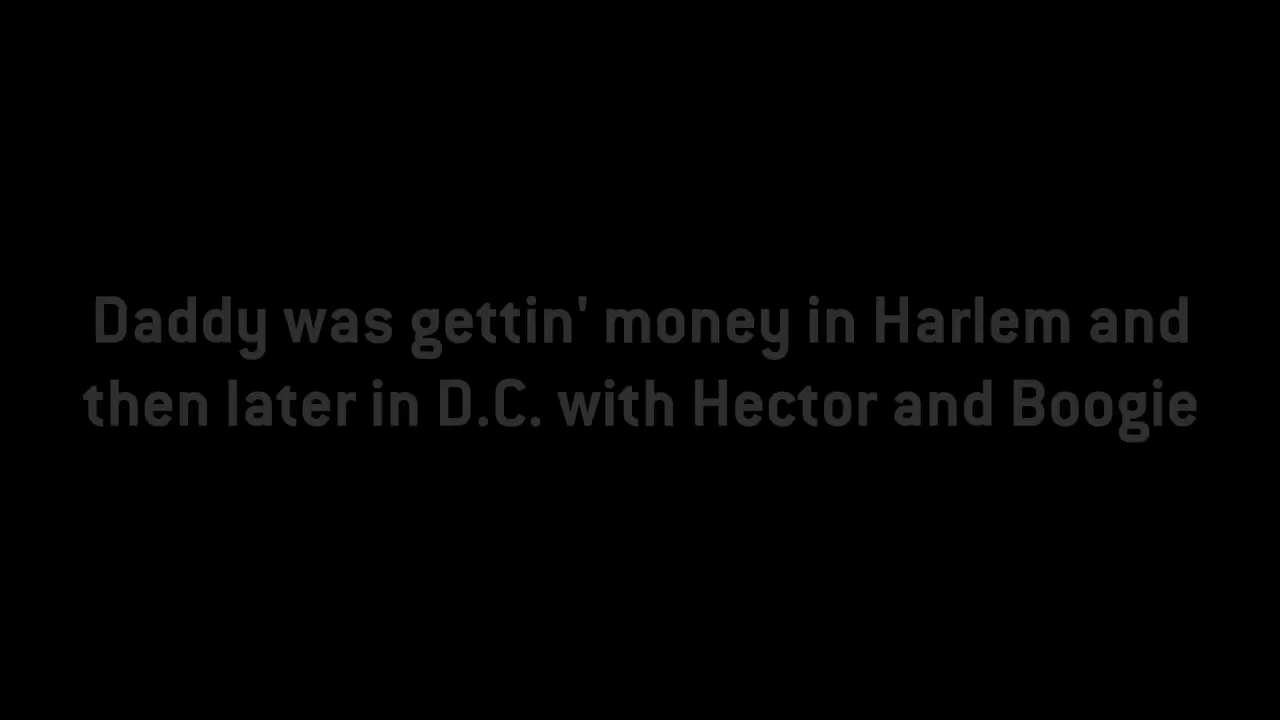 Daddy was gettin' money in Harlem and
then later in D.C. with Hector and Boogie